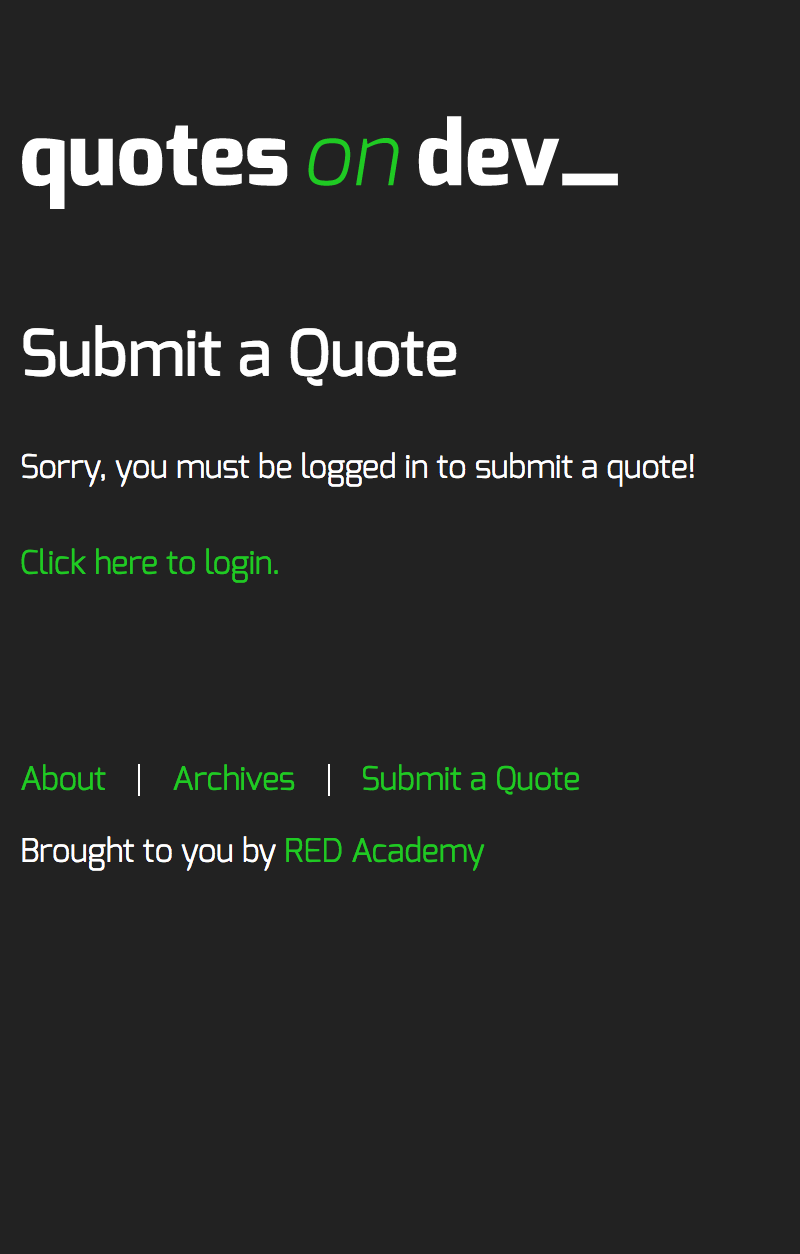 quotes on dev_
Submit a Quote
Sorry, you must be logged in to submit a quote!
Click here to login.
About | Archives | Submit a Quote
Brought to you by RED Academy